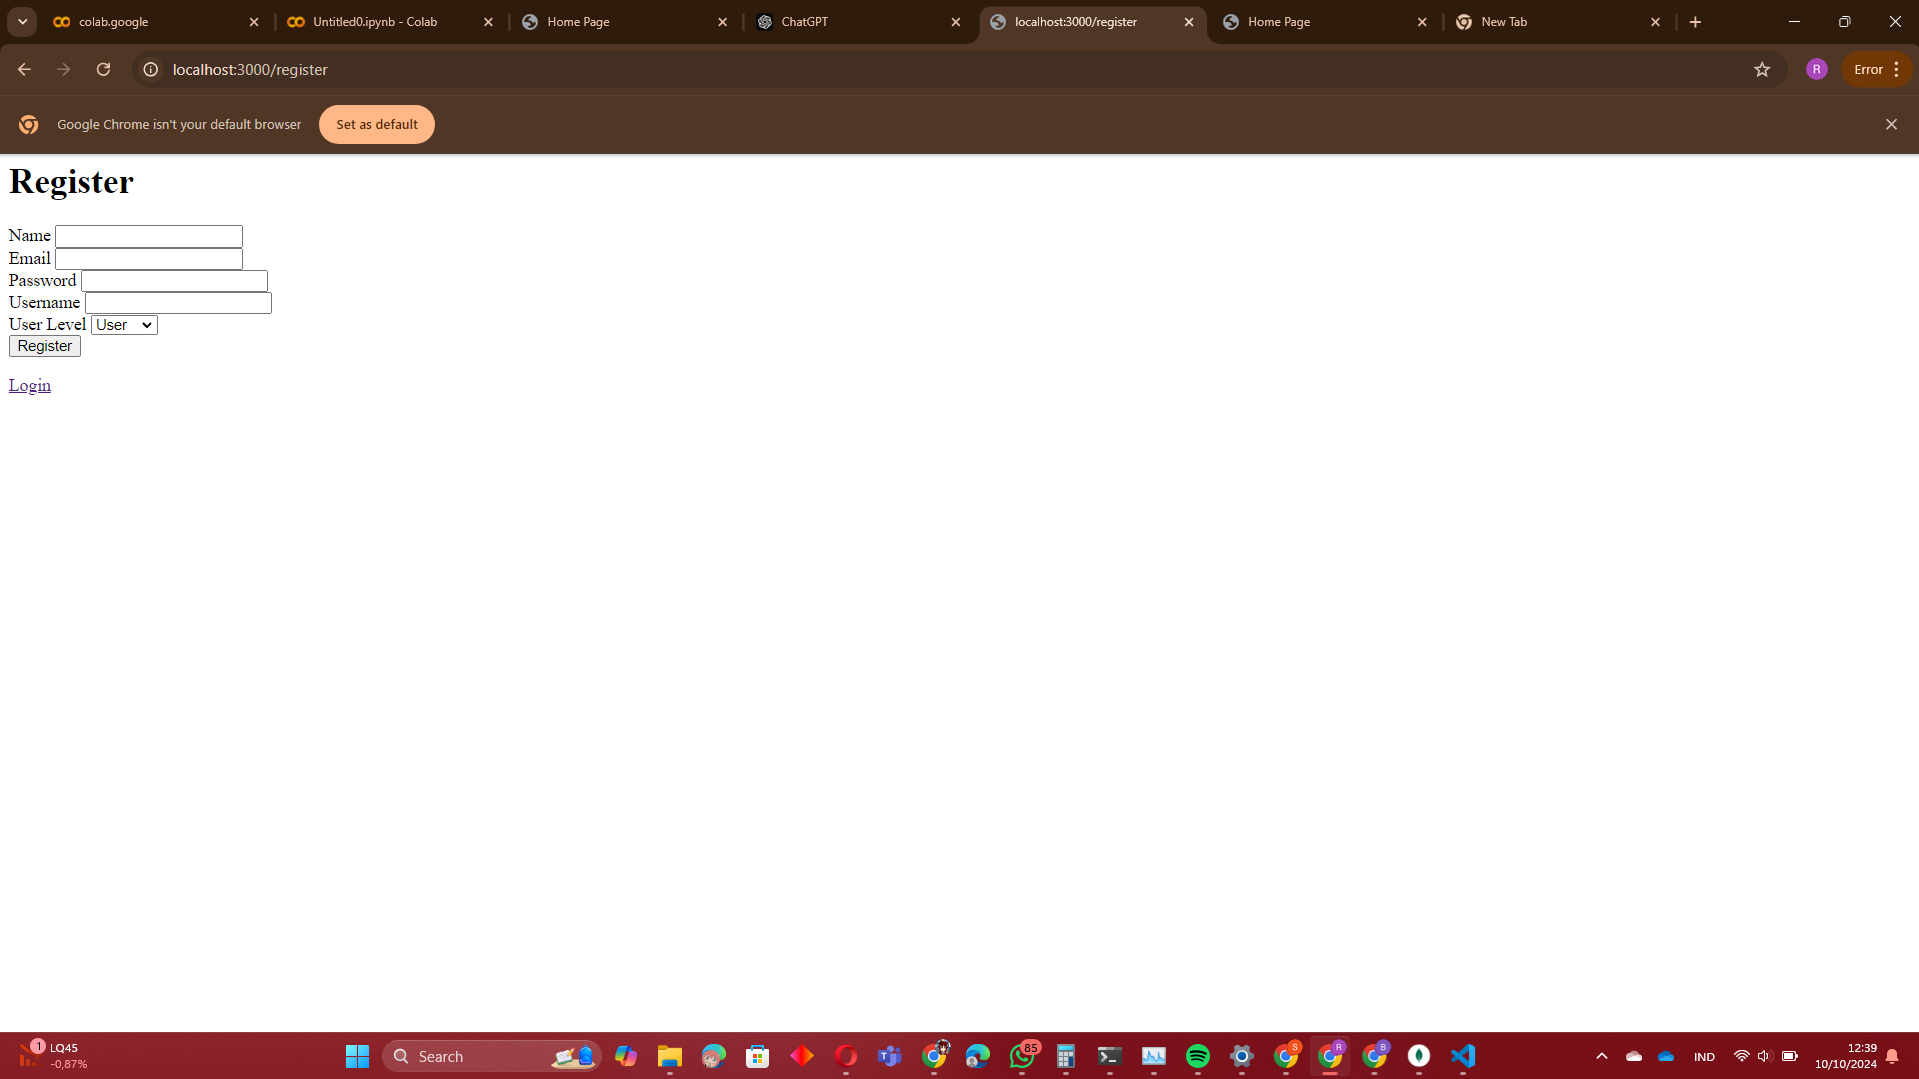 colab.google
Untitled0.ipynb - Colab
Home Page
ChatGPT
localhost:3000/register
Home Page
New Tab
localhost:3000/register
R
Error
Google Chrome isn't your default browser
Set as default
Register
Name
Email
Password
Username
User Level User
Register
Login
1
LQ45
-0,87%
Search
85
S
R
B
IND
12:39
10/10/2024